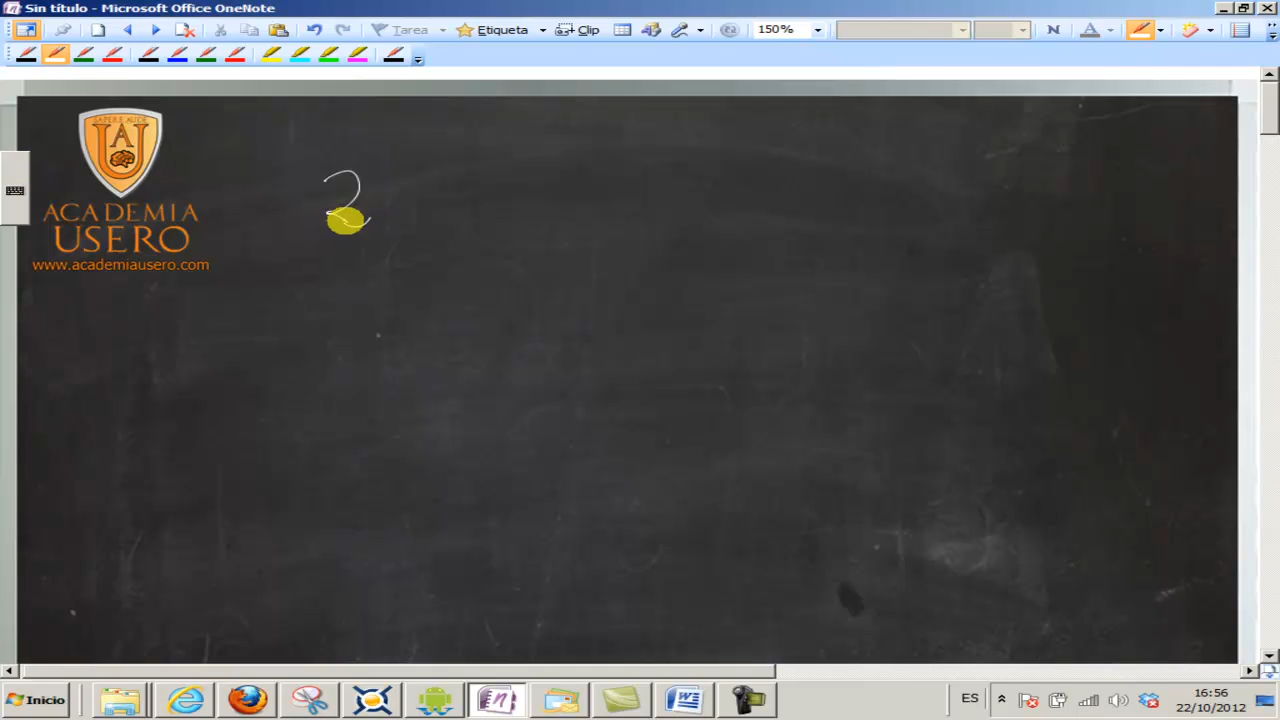 Sin título - Microsoft Office OneNote
Tarea Etiqueta Clip 150% N A
SAPERE AUDE
UA
ACADEMIA
USERO
www.academiausero.com
2
Inicio
ES
16:56
22/10/2012